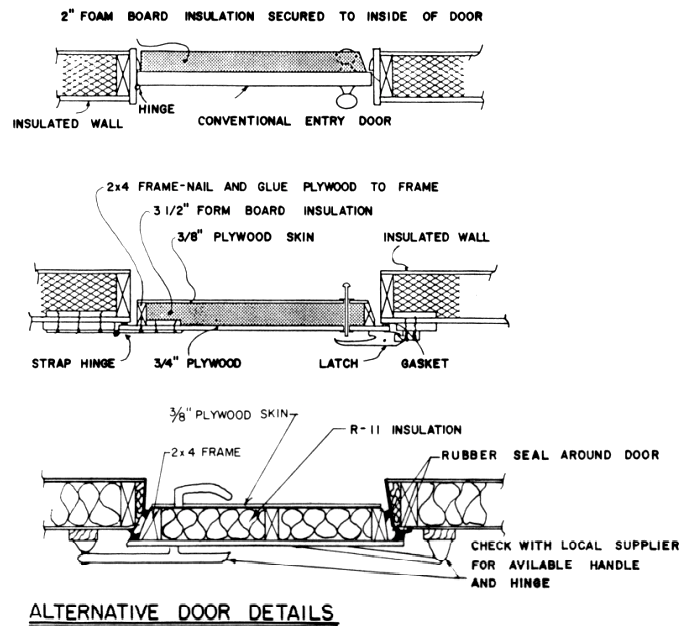 2" FOAM BOARD INSULATION SECURED TO INSIDE OF DOOR
HINGE
INSULATED WALL
CONVENTIONAL ENTRY DOOR
2x4 FRAME-NAIL AND GLUE PLYWOOD TO FRAME
3 1/2" FORM BOARD INSULATION
3/8" PLYWOOD SKIN
INSULATED WALL
STRAP HINGE
3/4" PLYWOOD
LATCH
GASKET
3/8" PLYWOOD SKIN
R-11 INSULATION
2x4 FRAME
RUBBER SEAL AROUND DOOR
CHECK WITH LOCAL SUPPLIER
FOR AVILABLE HANDLE
AND HINGE
ALTERNATIVE DOOR DETAILS